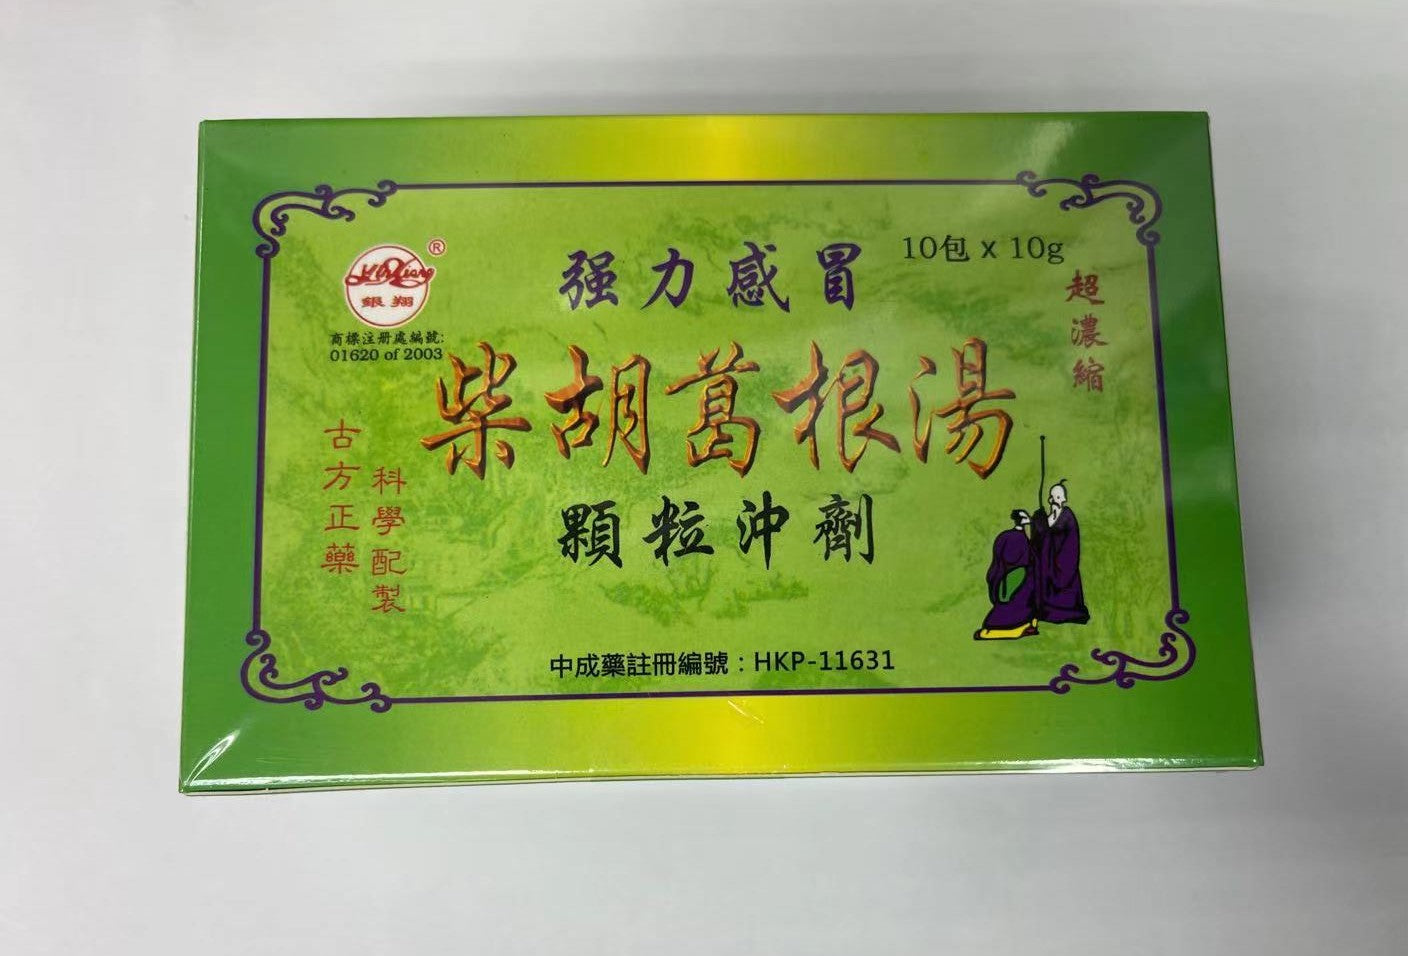 强力感冒
10包 x 10g
®
銀翔
商標注册處編號:
01620 of 2003
超濃縮
柴胡葛根湯
顆粒沖劑
古方正藥
科學配製
中成藥註冊編號：HKP-11631